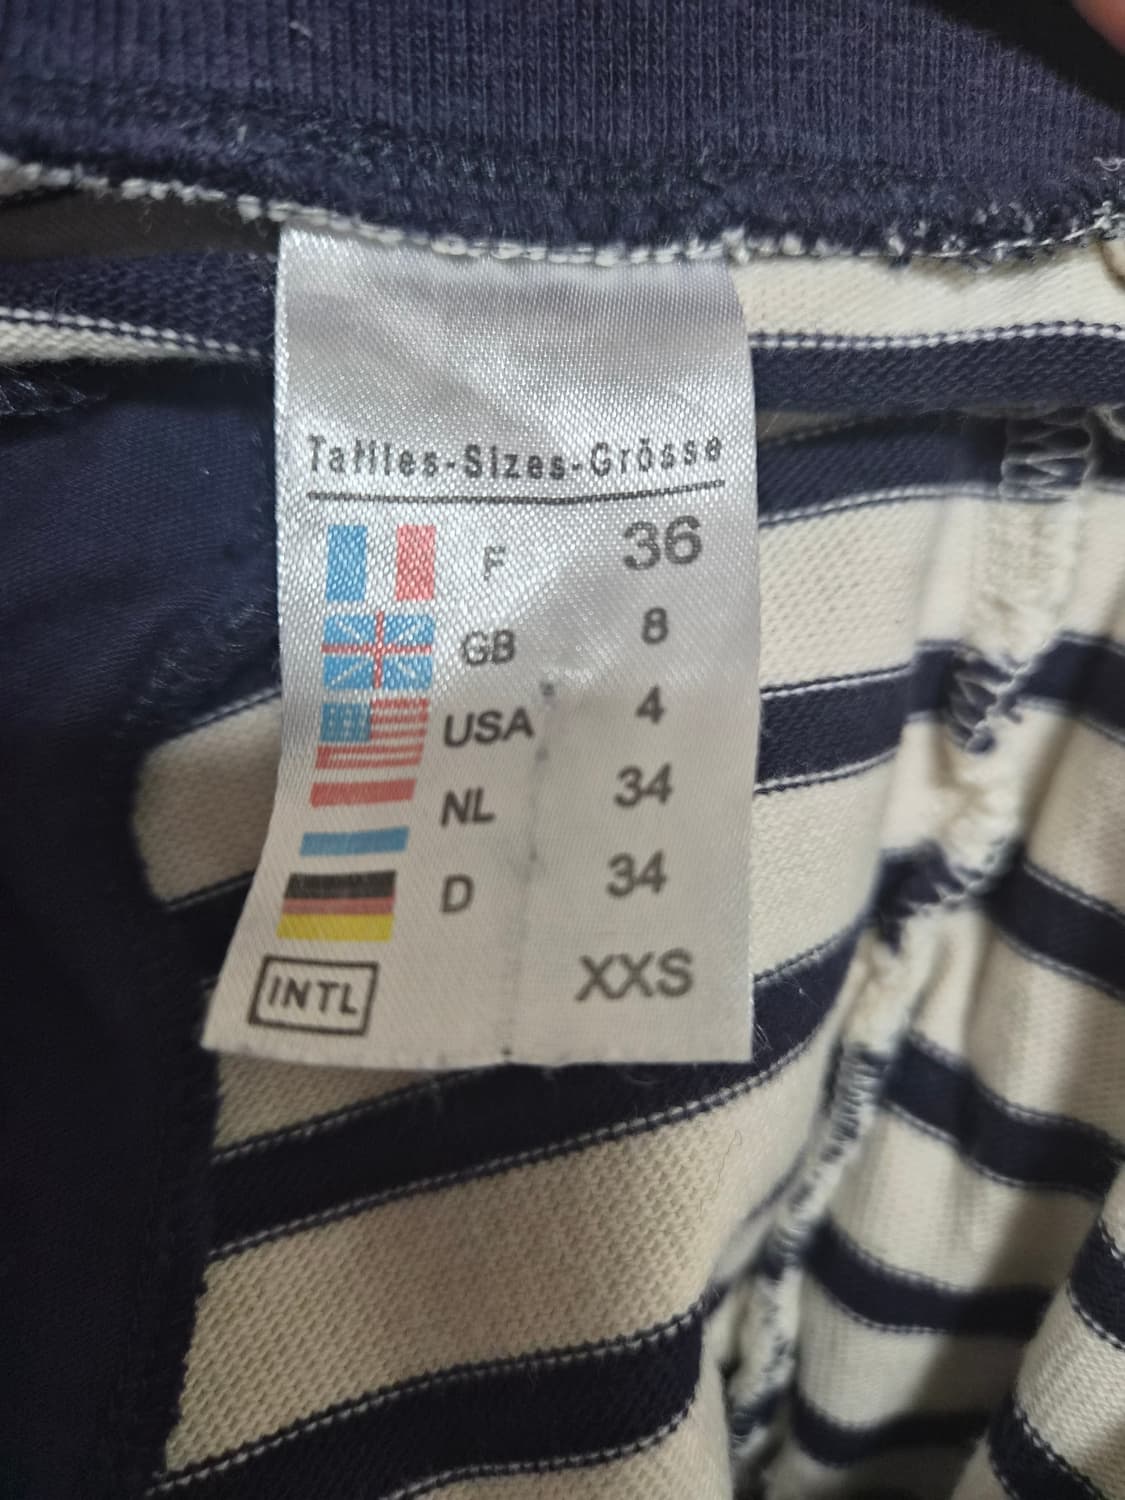 Tailles-Sizes-Grösse
F 36
GB 8
USA 4
NL 34
D 34
INTL XXS